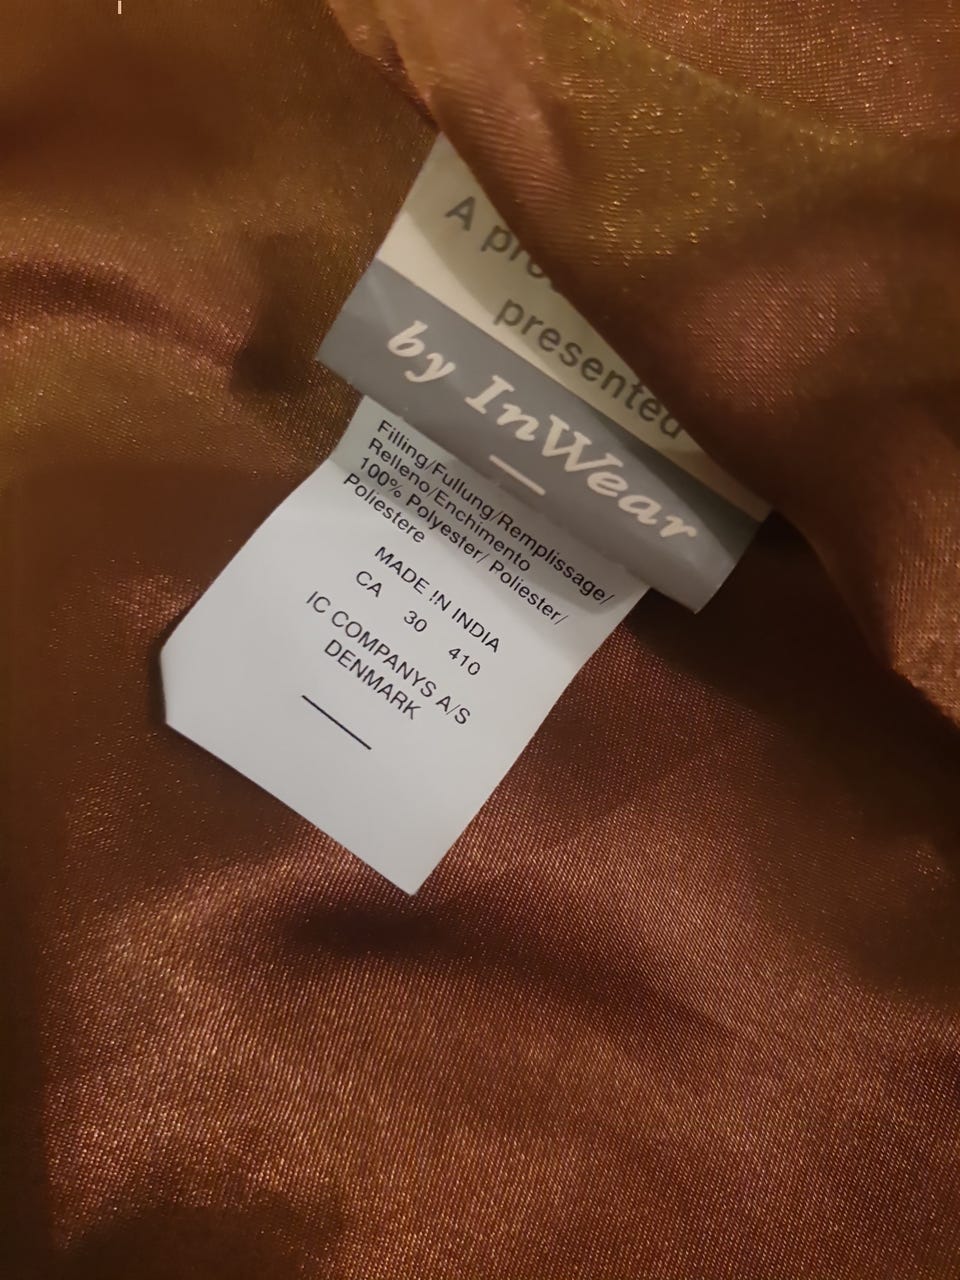 A
presented
by InWear
Filling/Fullung/Remplissage/
Relleno/Enchimento
100% Polyester/ Poliester/
Poliestere
MADE IN INDIA
CA 30 410
IC COMPANYS A/S
DENMARK